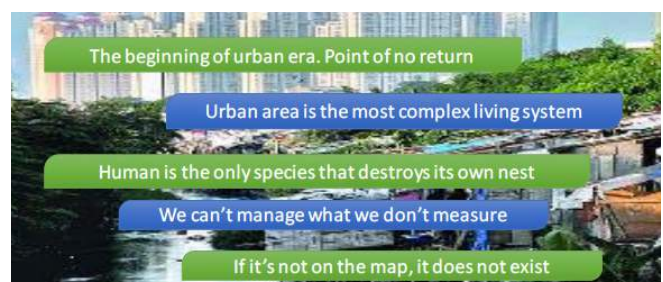 The beginning of urban era. Point of no return
Urban area is the most complex living system
Human is the only species that destroys its own nest
We can't manage what we don't measure
If it's not on the map, it does not exist